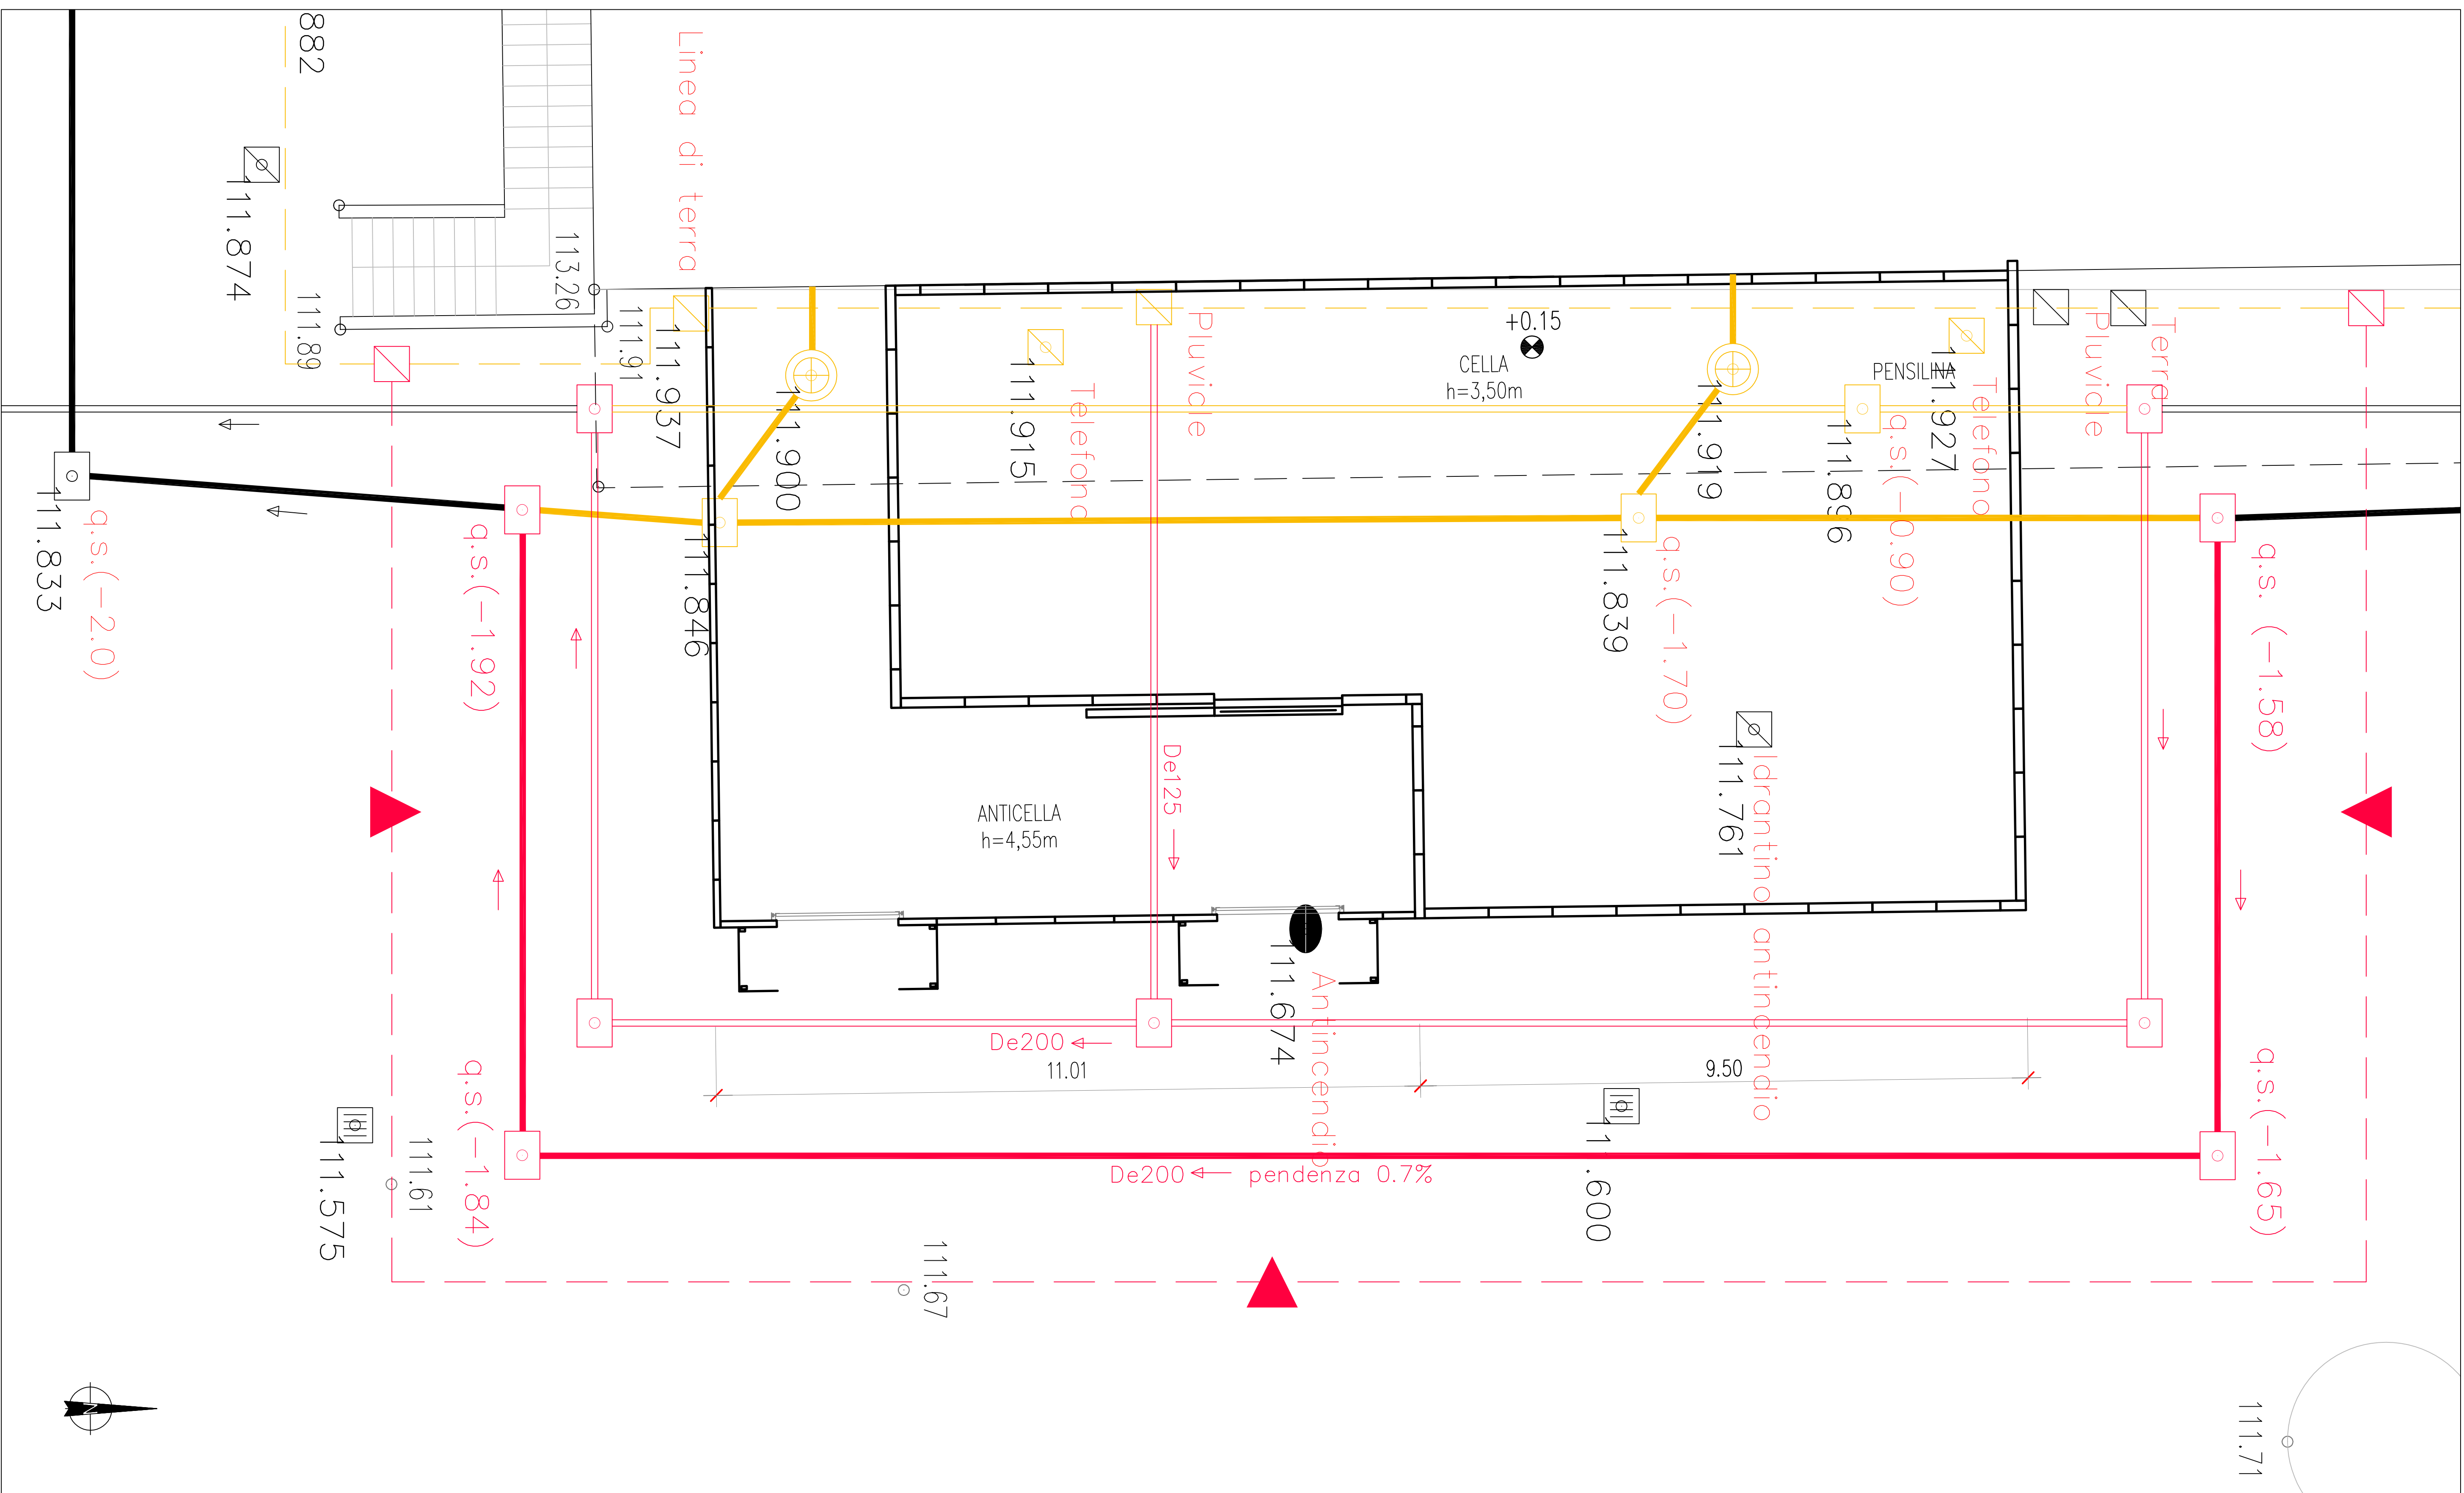 882
Linea di terra
111.874
113.26
111.89
111.91
111.937
111.900
111.915
Telefono
Pluvicle
+0.15
CELLA
h=3,50m
PENSILINA
111.919
111.896
q.s.(-0.90)
111.927
Telefono
Pluvicle
Terra
111.833
q.s.(-2.0)
q.s.(-1.92)
111.846
111.839
q.s.(-1.70)
q.s. (-1.58)
De125
111.761
Idrantino antincendio
ANTICELLA
h=4,55m
111.674
Antincendio
De200
11.01
9.50
q.s.(-1.84)
q.s.(-1.65)
111.575
111.61
De200
pendenza 0.7%
111.600
111.67
111.71
N